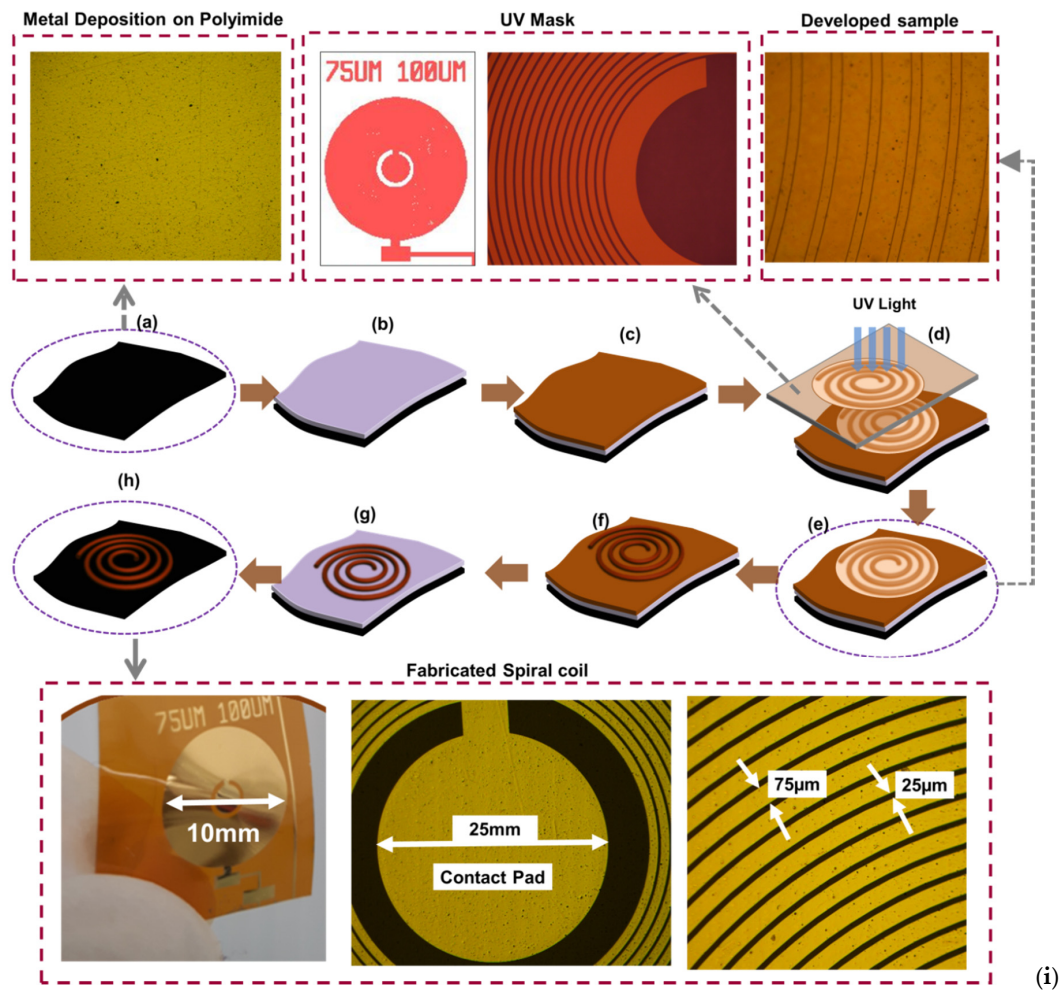 Metal Deposition on Polyimide
UV Mask
Developed sample
75UM 100UM
UV Light
(a)
(b)
(c)
(d)
(h)
(g)
(f)
(e)
Fabricated Spiral coil
75UM 100UM
10mm
25mm
Contact Pad
75µm
25µm
(i)